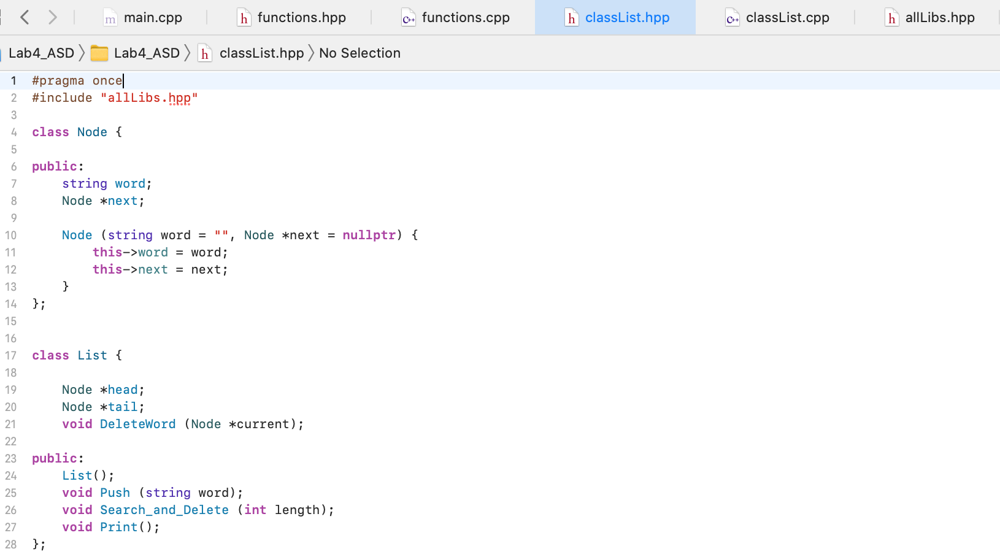 main.cpp functions.hpp functions.cpp classList.hpp classList.cpp allLibs.hpp
Lab4_ASD Lab4_ASD classList.hpp No Selection
1 #pragma once
2 #include "allLibs.hpp"
3
4 class Node {
5
6 public:
7     string word;
8     Node *next;
9
10     Node (string word = "", Node *next = nullptr) {
11         this->word = word;
12         this->next = next;
13     }
14 };
15
16
17 class List {
18
19     Node *head;
20     Node *tail;
21     void DeleteWord (Node *current);
22
23 public:
24     List();
25     void Push (string word);
26     void Search_and_Delete (int length);
27     void Print();
28 };